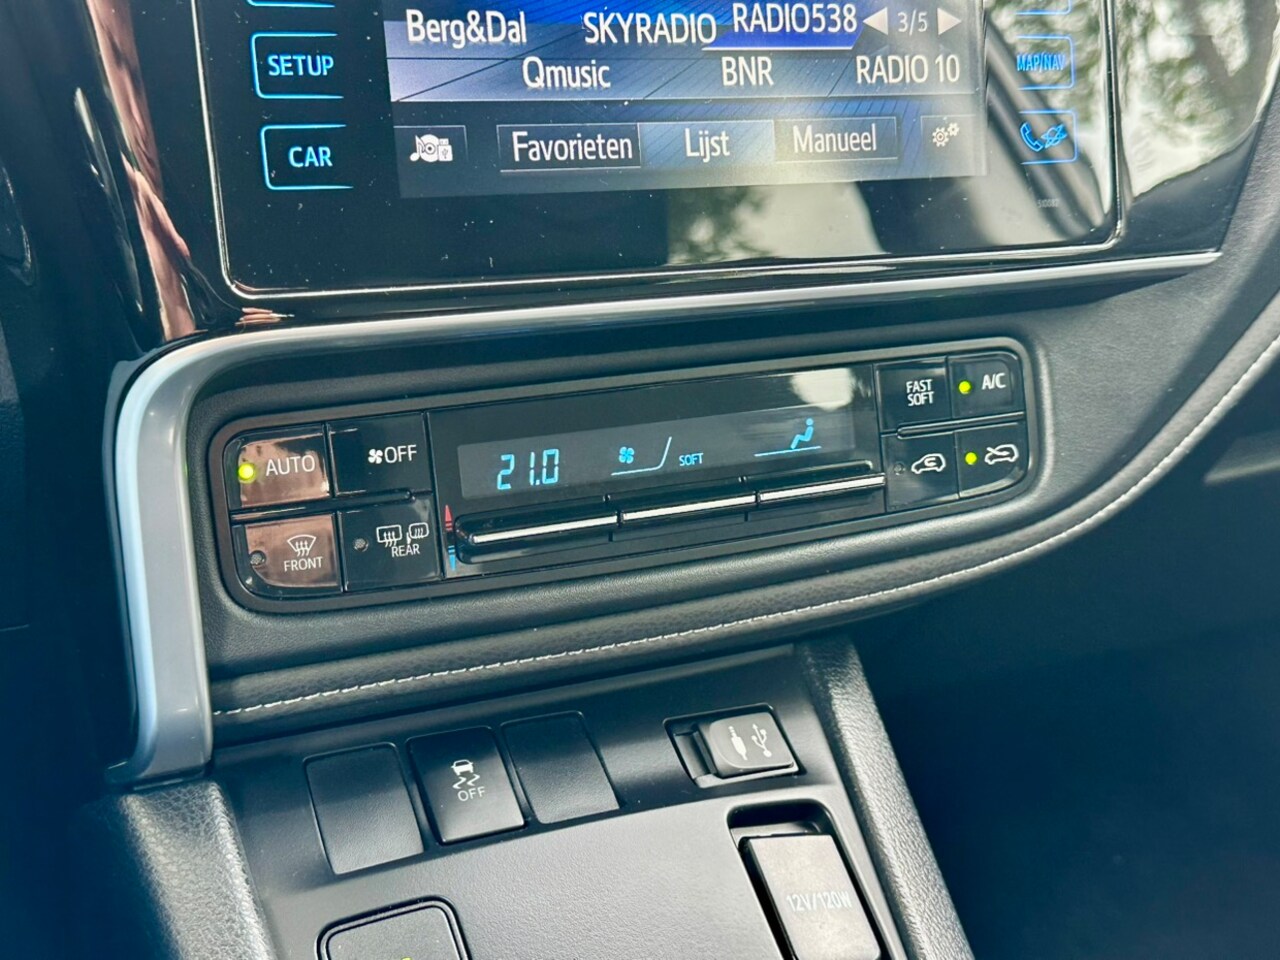 Berg&Dal SKYRADIO RADIO538 3/5
Qmusic BNR RADIO 10
Favorieten Lijst Manueel
SETUP
CAR
MAP/NAV
AUTO
OFF
FRONT
REAR
21.0 SOFT
FAST
SOFT
A/C
OFF
12V/120W